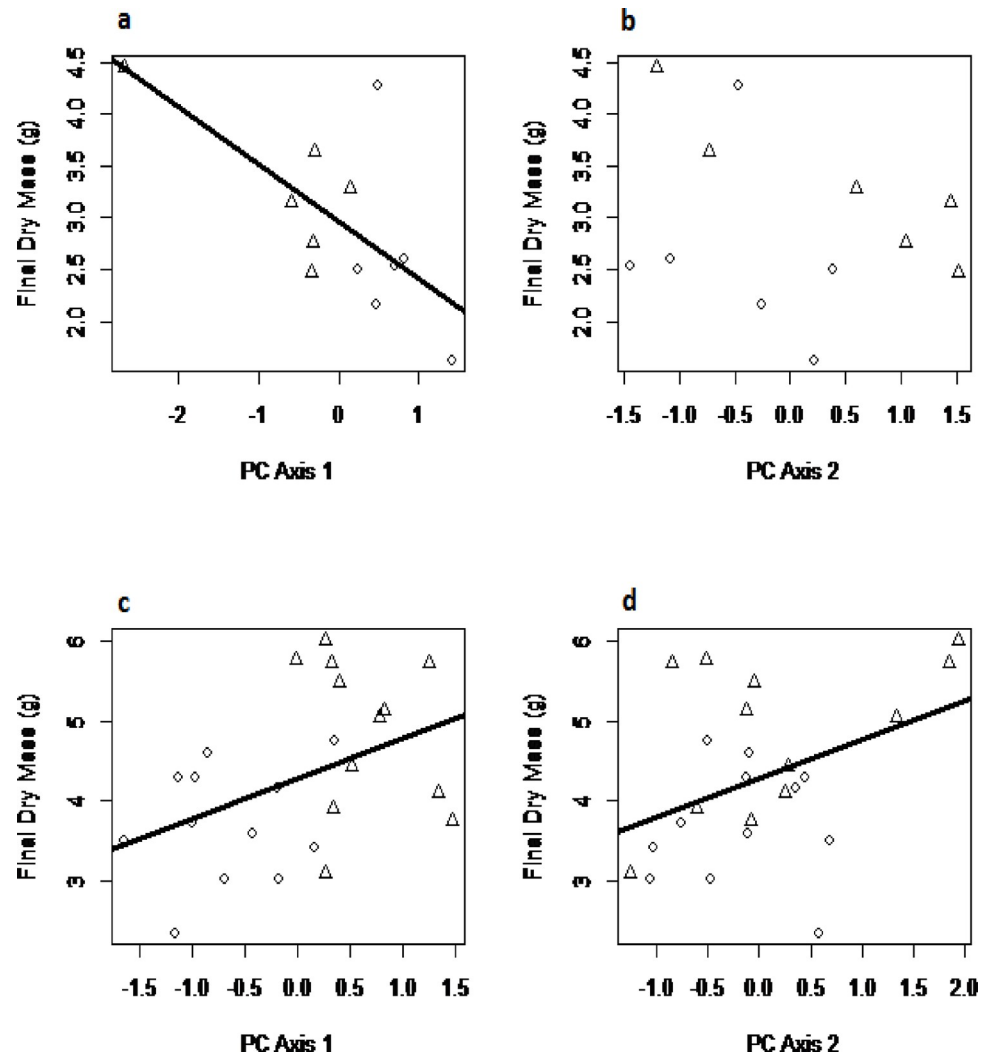 a
Final Dry Mass (g)
4.5
4.0
3.5
3.0
2.5
2.0
-2 -1 0 1
PC Axis 1
b
Final Dry Mass (g)
4.5
4.0
3.5
3.0
2.5
2.0
-1.5 -1.0 -0.5 0.0 0.5 1.0 1.5
PC Axis 2
c
Final Dry Mass (g)
6
5
4
3
-1.5 -1.0 -0.5 0.0 0.5 1.0 1.5
PC Axis 1
d
Final Dry Mass (g)
6
5
4
3
-1.0 -0.5 0.0 0.5 1.0 1.5 2.0
PC Axis 2